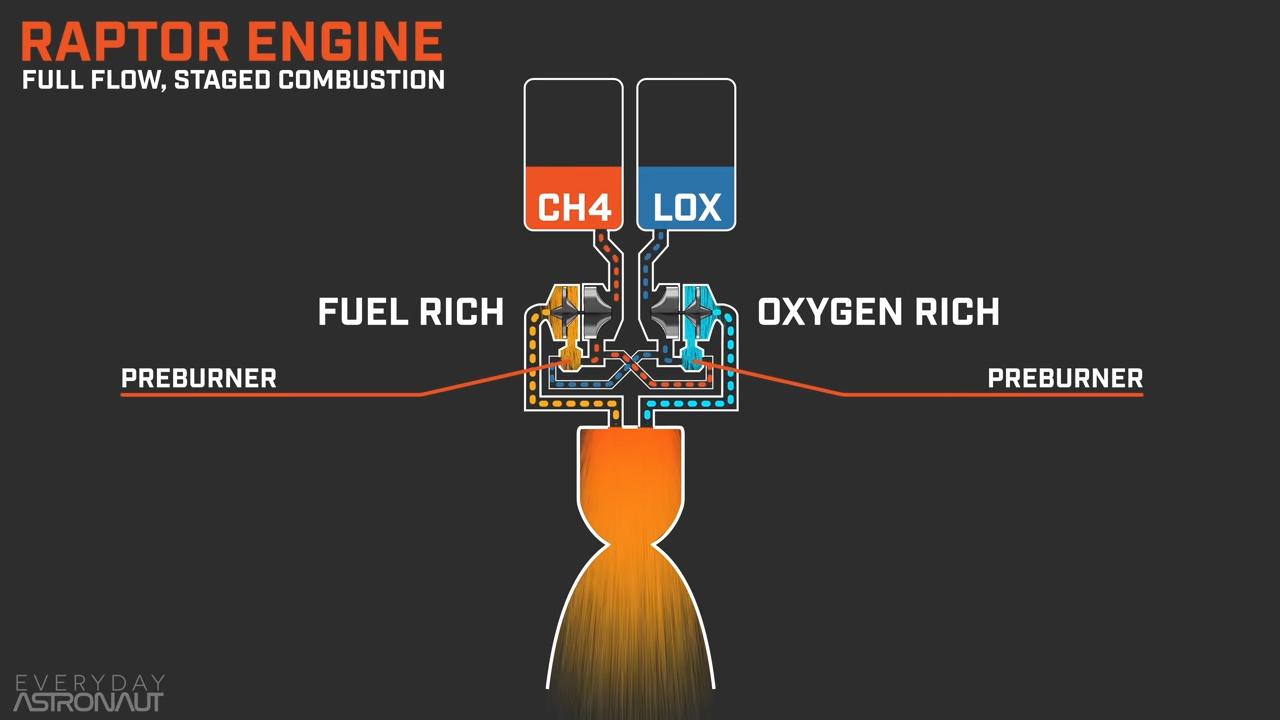 RAPTOR ENGINE
FULL FLOW, STAGED COMBUSTION
CH4
LOX
FUEL RICH
OXYGEN RICH
PREBURNER
PREBURNER
EVERYDAY
ASTRONAUT